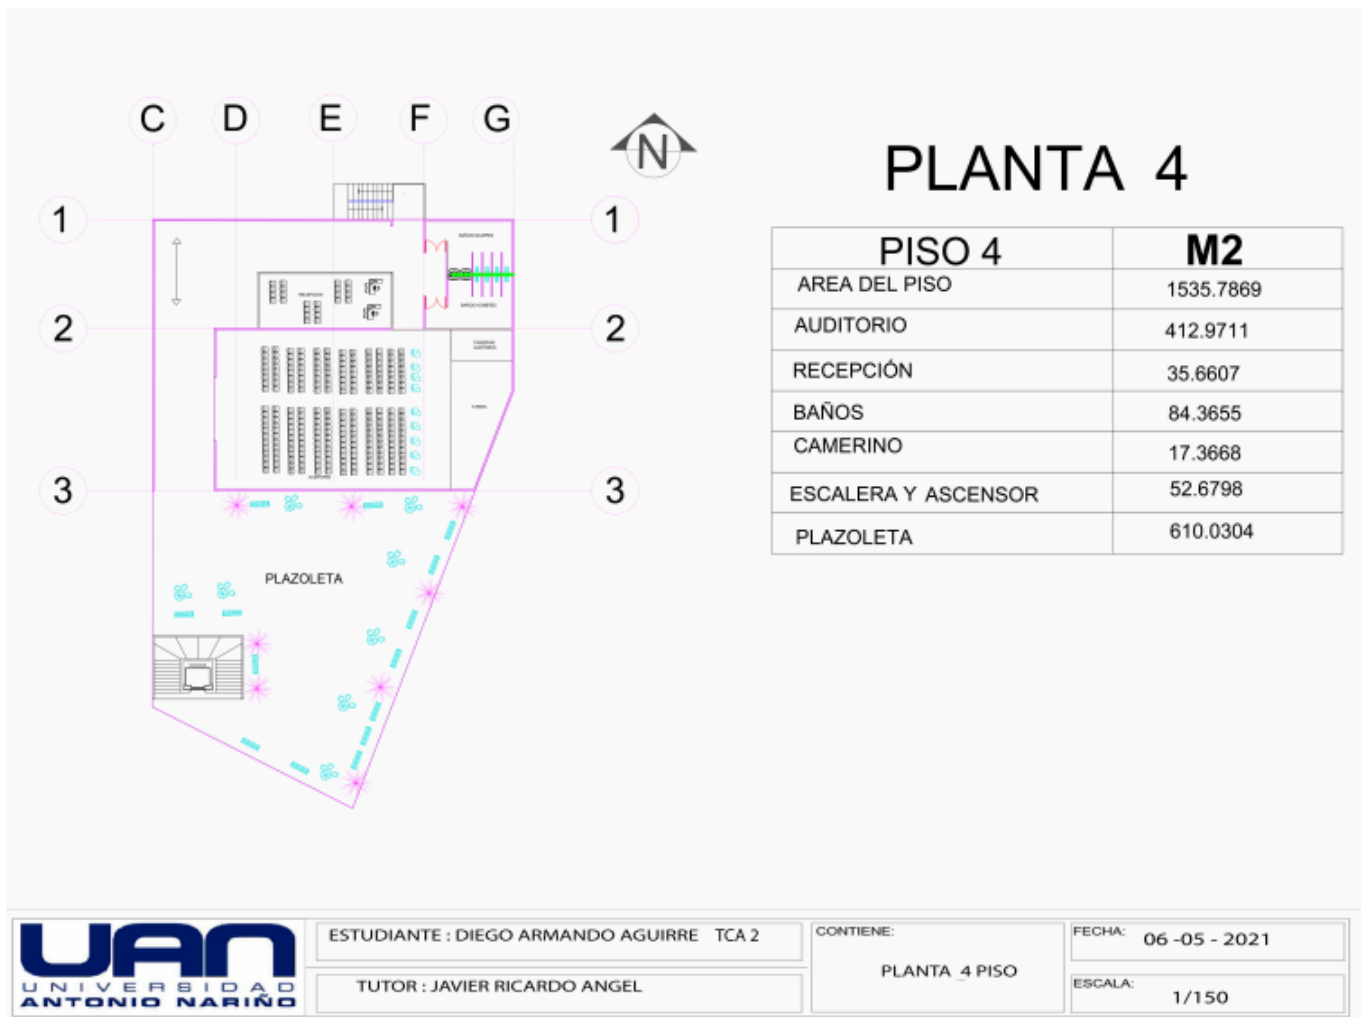 C D E F G
N
PLANTA 4
1 1
2 2
3 3
PISO 4 M2
AREA DEL PISO 1535.7869
AUDITORIO 412.9711
RECEPCIÓN 35.6607
BAÑOS 84.3655
CAMERINO 17.3668
ESCALERA Y ASCENSOR 52.6798
PLAZOLETA 610.0304
RECEPCION
AUDITORIO
PLAZOLETA
UAN
UNIVERSIDAD
ANTONIO NARIÑO
ESTUDIANTE : DIEGO ARMANDO AGUIRRE TCA 2
TUTOR : JAVIER RICARDO ANGEL
CONTIENE:
PLANTA _4 PISO
FECHA: 06 -05 - 2021
ESCALA: 1/150